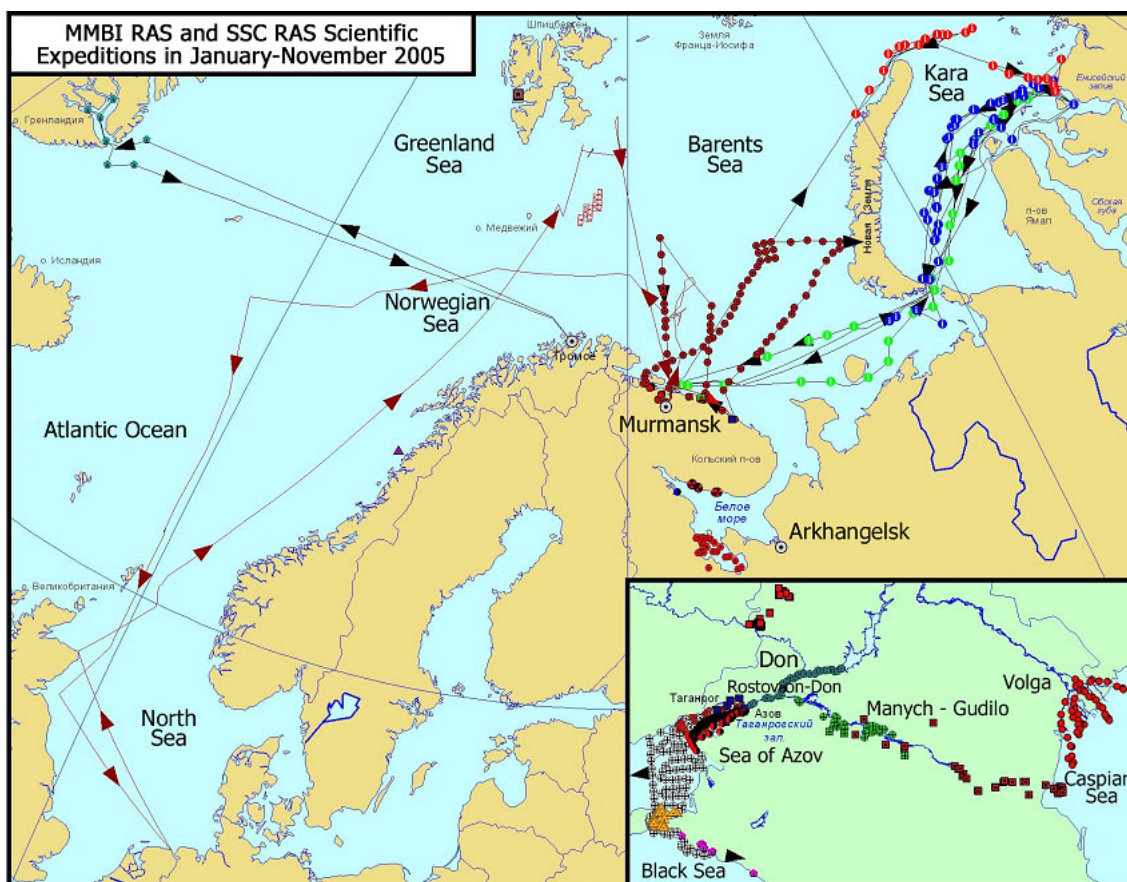 MMBI RAS and SSC RAS Scientific
Expeditions in January-November 2005
Шпицберген
Земля
Франца-Иосифа
Kara
Sea
Енисейский
залив
о. Гренландия
Greenland
Sea
Barents
Sea
Новая Земля
п-ов
Ямал
Обская
губа
о. Медвежий
о. Исландия
Norwegian
Sea
Тромсё
Atlantic Ocean
Murmansk
Кольский п-ов
Белое
море
Arkhangelsk
о. Великобритания
North
Sea
Don
Таганрог
Rostov-on-Don
Азов
Таганрогский
зал.
Sea of Azov
Manych - Gudilo
Volga
Caspian
Sea
Black Sea